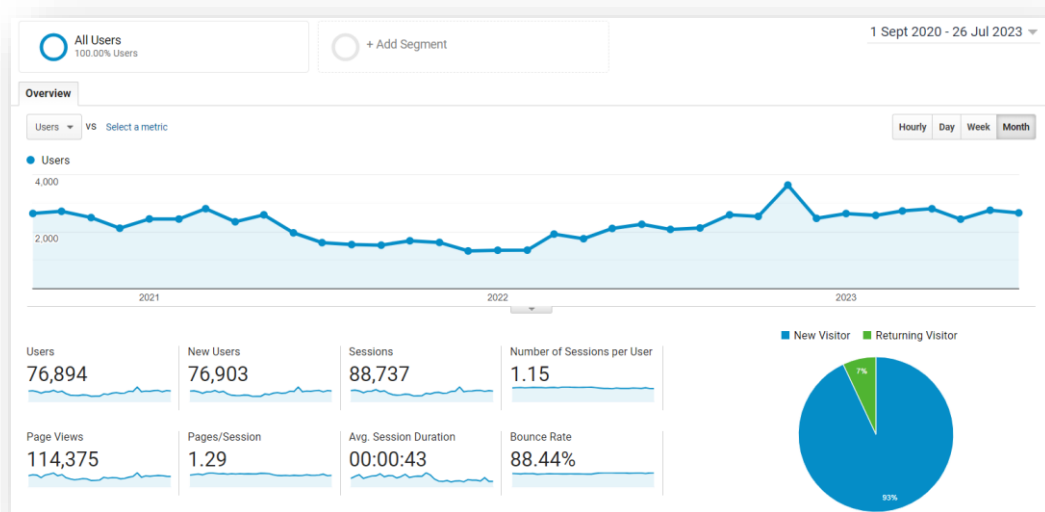 All Users
100.00% Users
+ Add Segment
1 Sept 2020 - 26 Jul 2023
Overview
Users VS Select a metric
Hourly Day Week Month
Users
4,000
2,000
2021 2022 2023
New Visitor Returning Visitor
Users New Users Sessions Number of Sessions per User
76,894 76,903 88,737 1.15
Page Views Pages/Session Avg. Session Duration Bounce Rate
114,375 1.29 00:00:43 88.44%
7%
93%